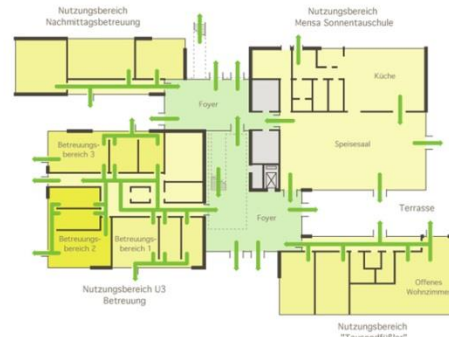 Nutzungsbereich
Nachmittagsbetreuung
Nutzungsbereich
Mensa Sonnentauschule
Küche
Foyer
Speisesaal
Betreuungs-
bereich 3
Terrasse
Foyer
Betreuungs-
bereich 2
Betreuungs-
bereich 1
Offenes
Wohnzimmer
Nutzungsbereich U3
Betreuung
Nutzungsbereich